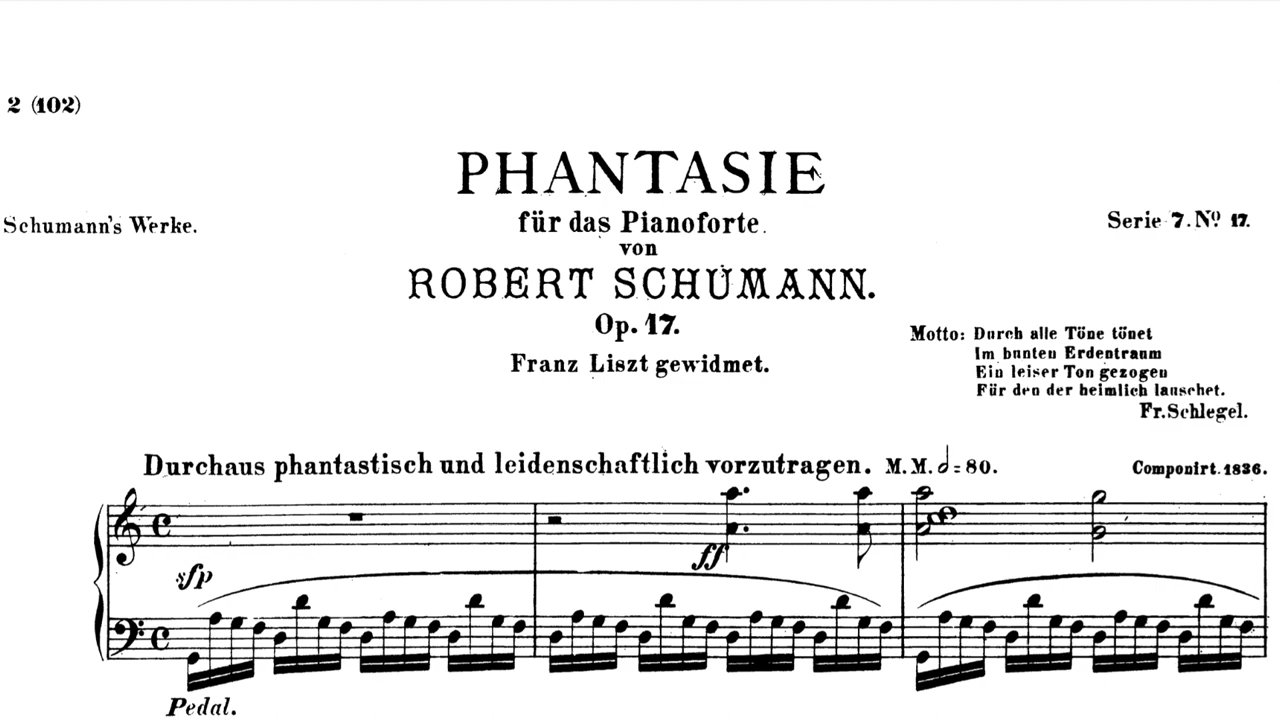 2 (102)
PHANTASIE
für das Pianoforte
Schumann's Werke.
Serie 7. Nº 17.
von
ROBERT SCHUMANN.
Op. 17.
Franz Liszt gewidmet.
Motto: Durch alle Töne tönet
Im bunten Erdentraum
Ein leiser Ton gezogen
Für den der heimlich lauschet.
Fr. Schlegel.
Durchaus phantastisch und leidenschaftlich vorzutragen. M. M. 𝅗𝅥 = 80.
Componirt. 1836.
ff
sfp
Pedal.